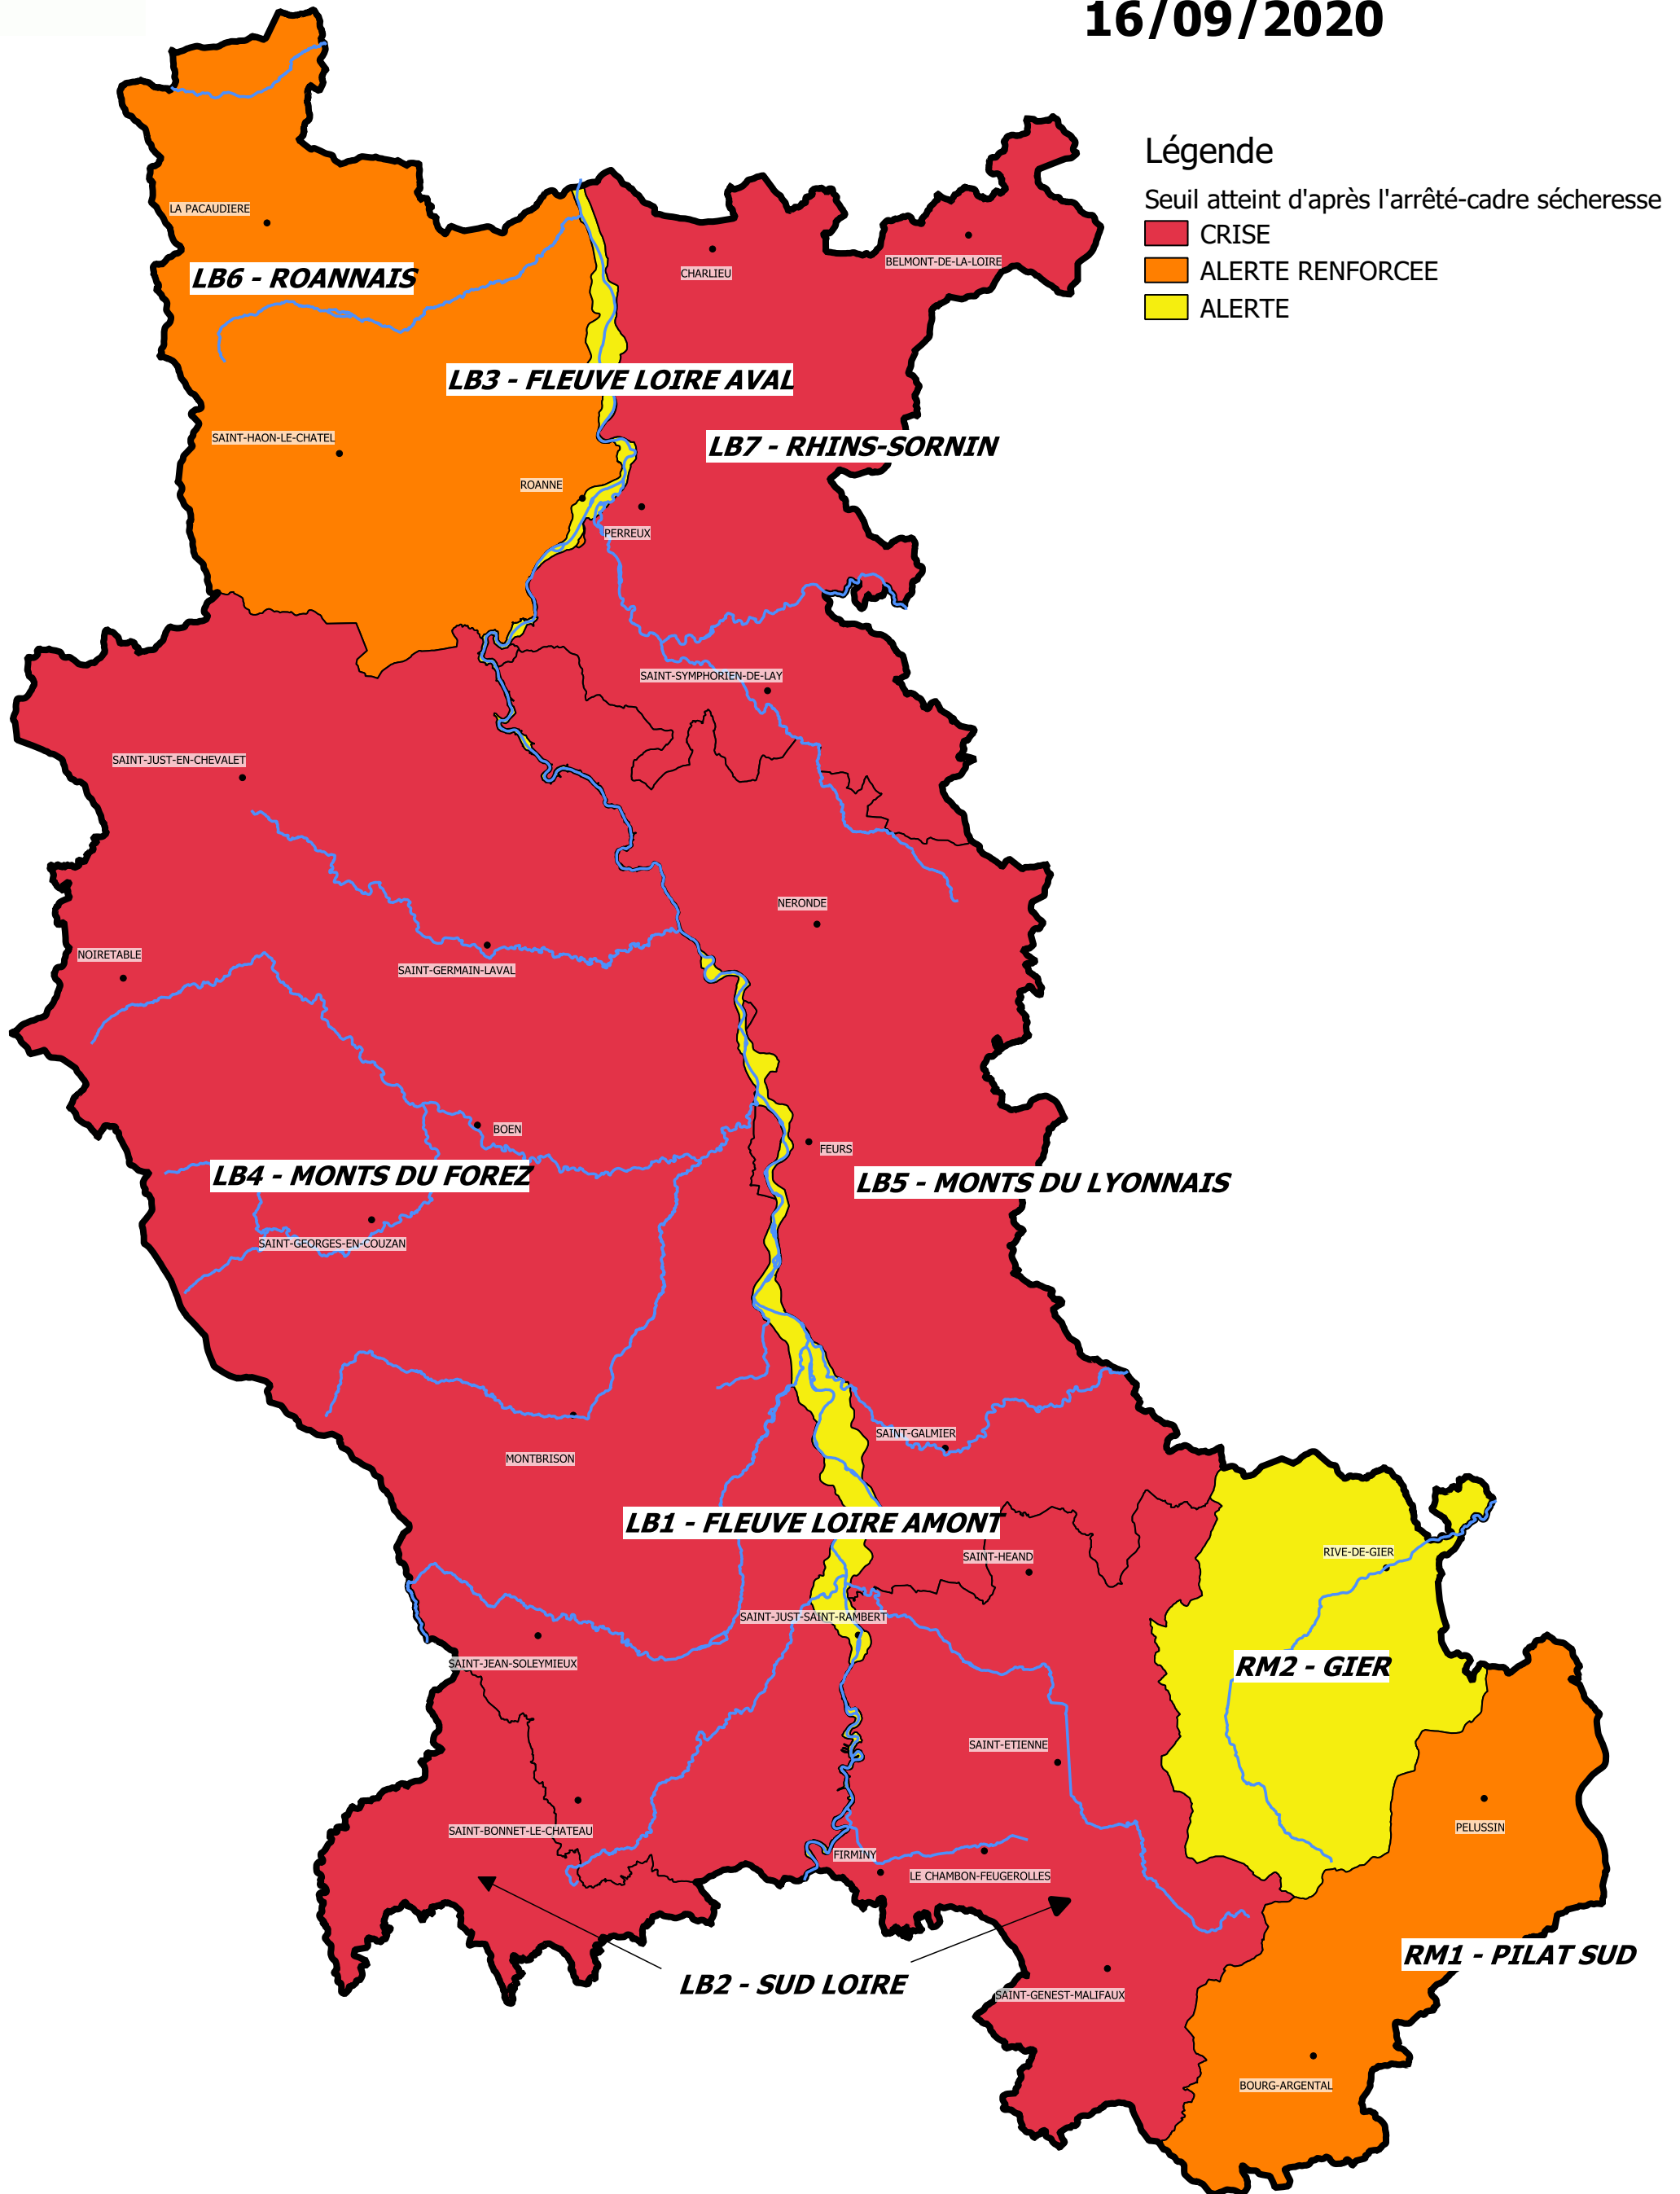 16/09/2020
Légende
Seuil atteint d'après l'arrêté-cadre sécheresse
CRISE
ALERTE RENFORCEE
ALERTE
LA PACAUDIERE
LB6 - ROANNAIS
CHARLIEU
BELMONT-DE-LA-LOIRE
LB3 - FLEUVE LOIRE AVAL
SAINT-HAON-LE-CHATEL
LB7 - RHINS-SORNIN
ROANNE
PERREUX
SAINT-SYMPHORIEN-DE-LAY
SAINT-JUST-EN-CHEVALET
NERONDE
NOIRETABLE
SAINT-GERMAIN-LAVAL
BOEN
FEURS
LB4 - MONTS DU FOREZ
LB5 - MONTS DU LYONNAIS
SAINT-GEORGES-EN-COUZAN
SAINT-GALMIER
MONTBRISON
LB1 - FLEUVE LOIRE AMONT
SAINT-HEAND
RIVE-DE-GIER
SAINT-JUST-SAINT-RAMBERT
SAINT-JEAN-SOLEYMIEUX
RM2 - GIER
SAINT-ETIENNE
PELUSSIN
SAINT-BONNET-LE-CHATEAU
FIRMINY
LE CHAMBON-FEUGEROLLES
RM1 - PILAT SUD
LB2 - SUD LOIRE
SAINT-GENEST-MALIFAUX
BOURG-ARGENTAL